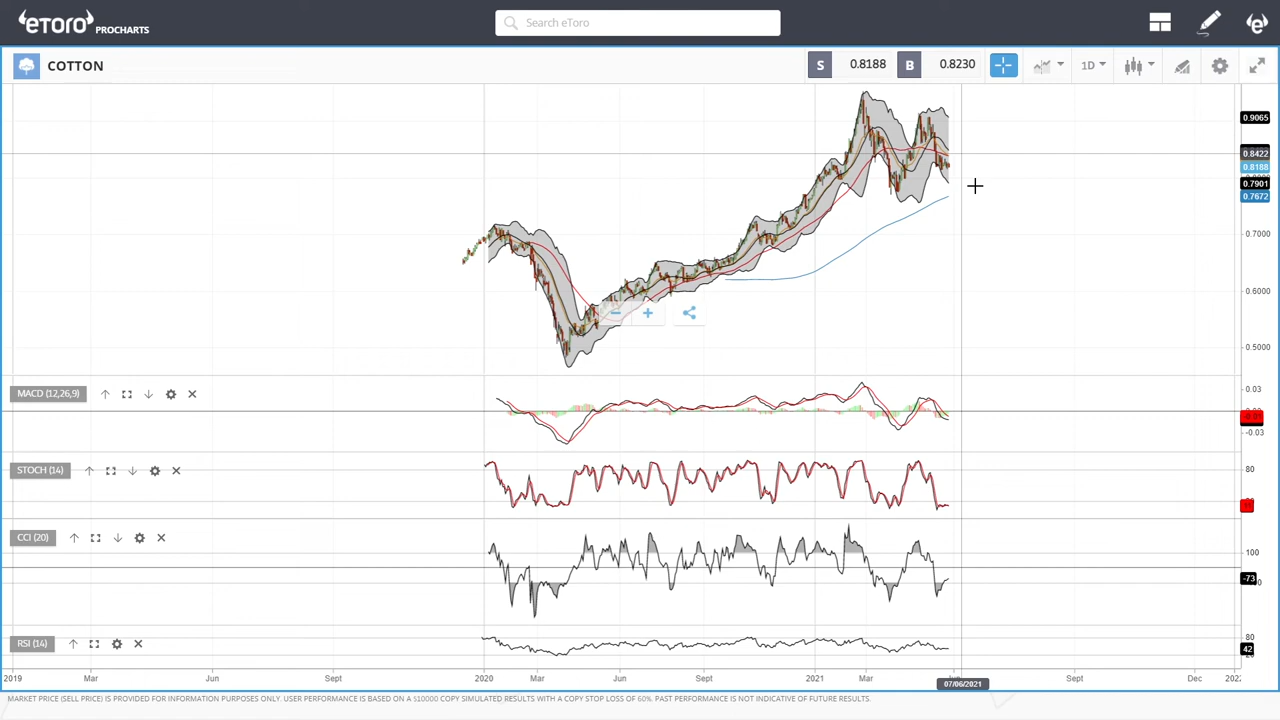 eToro PROCHARTS
Search eToro
COTTON
S 0.8188 B 0.8230
1D
0.9065
0.8422
0.8188
0.7901
0.7672
0.7000
0.6000
0.5000
MACD (12,26,9)
0.03
-0.03
STOCH (14)
80
CCI (20)
100
-73
RSI (14)
80
42
2019 Mar Jun Sept 2020 Mar Jun Sept 2021 Mar Sept Dec
07/06/2021
MARKET PRICE (SELL PRICE) IS PROVIDED FOR INFORMATION PURPOSES ONLY. USER PERFORMANCE IS BASED ON A $10000 COPY SIMULATED RESULTS WITH A COPY STOP LOSS OF 60%. PAST PERFORMANCE IS NOT INDICATIVE OF FUTURE RESULTS.